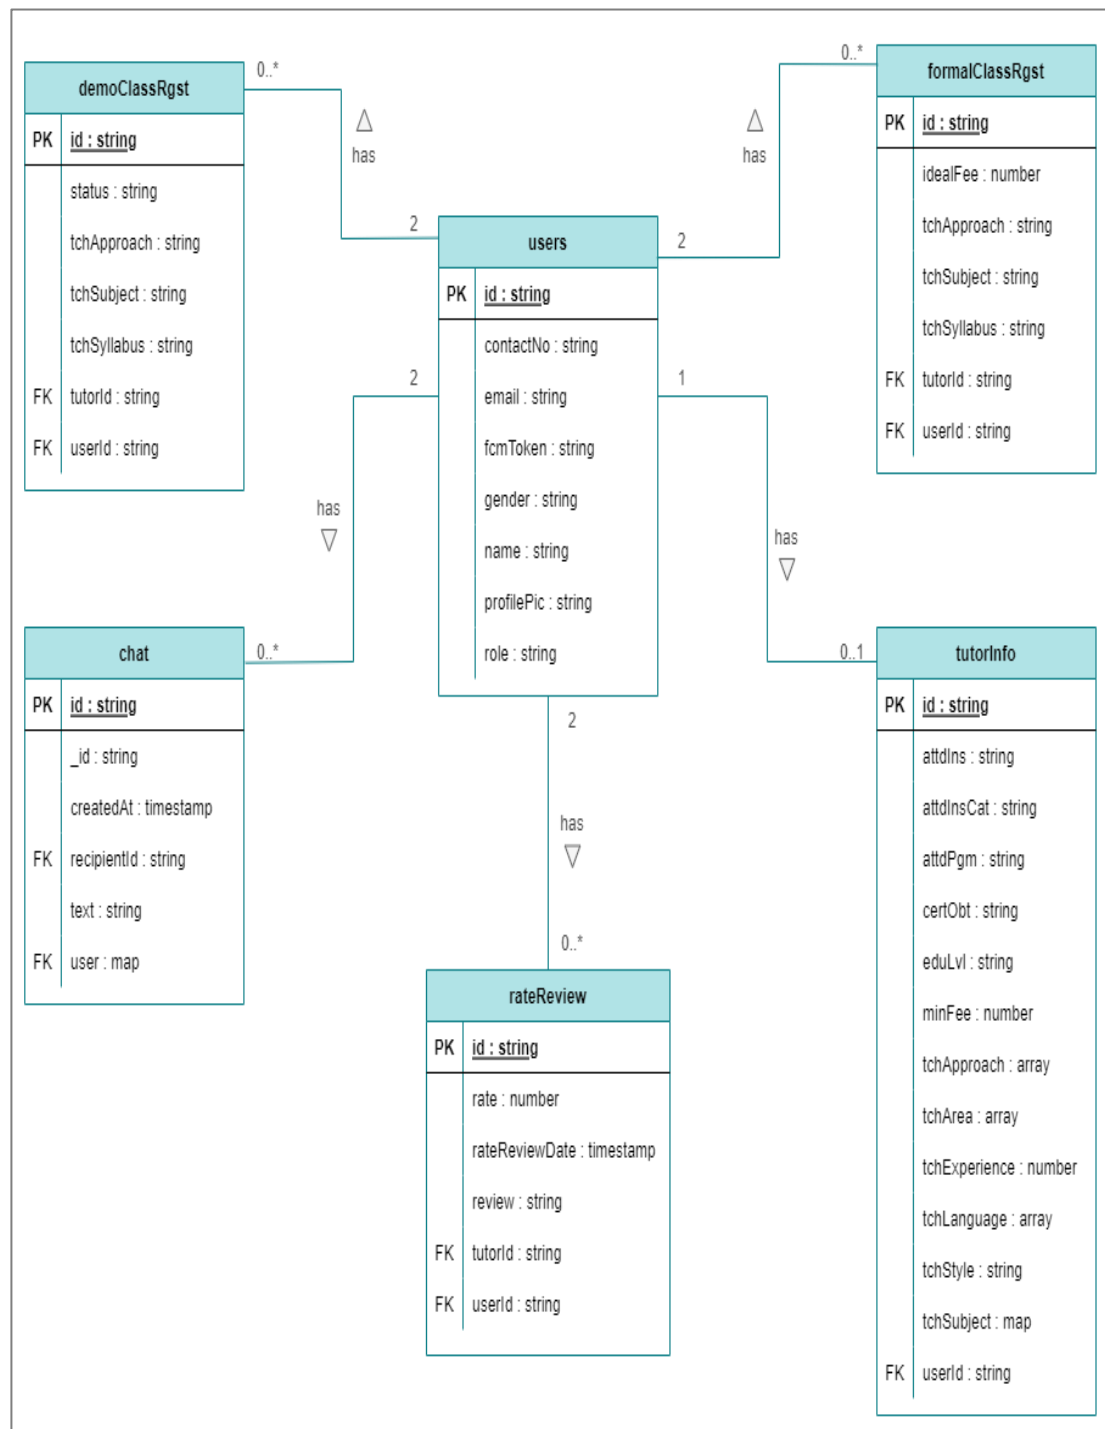 demoClassRgst
PK id : string
status : string
tchApproach : string
tchSubject : string
tchSyllabus : string
FK tutorId : string
FK userId : string
0..*
has
2
formalClassRgst
PK id : string
idealFee : number
tchApproach : string
tchSubject : string
tchSyllabus : string
FK tutorId : string
FK userId : string
0..*
has
2
users
PK id : string
contactNo : string
email : string
fcmToken : string
gender : string
name : string
profilePic : string
role : string
2
has
0..*
1
has
0..1
2
has
0..*
chat
PK id : string
_id : string
createdAt : timestamp
FK recipientId : string
text : string
FK user : map
rateReview
PK id : string
rate : number
rateReviewDate : timestamp
review : string
FK tutorId : string
FK userId : string
tutorInfo
PK id : string
attdIns : string
attdInsCat : string
attdPgm : string
certObt : string
eduLvl : string
minFee : number
tchApproach : array
tchArea : array
tchExperience : number
tchLanguage : array
tchStyle : string
tchSubject : map
FK userId : string